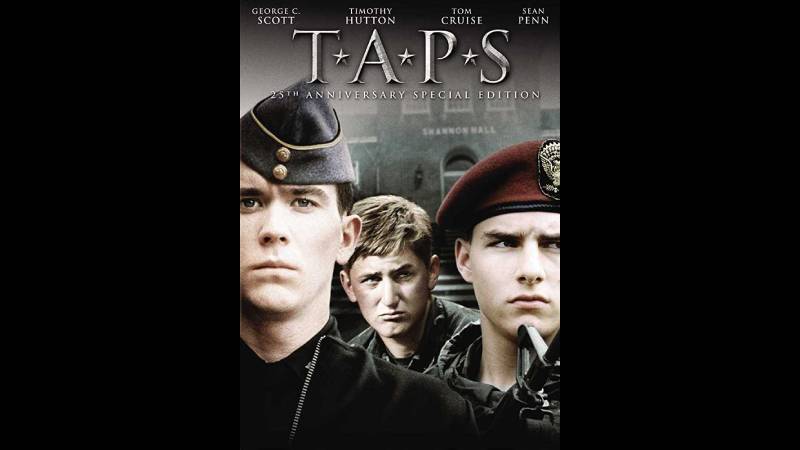 GEORGE C. SCOTT
TIMOTHY HUTTON
TOM CRUISE
SEAN PENN
T★A★P★S
25TH ANNIVERSARY SPECIAL EDITION
SHANNON HALL